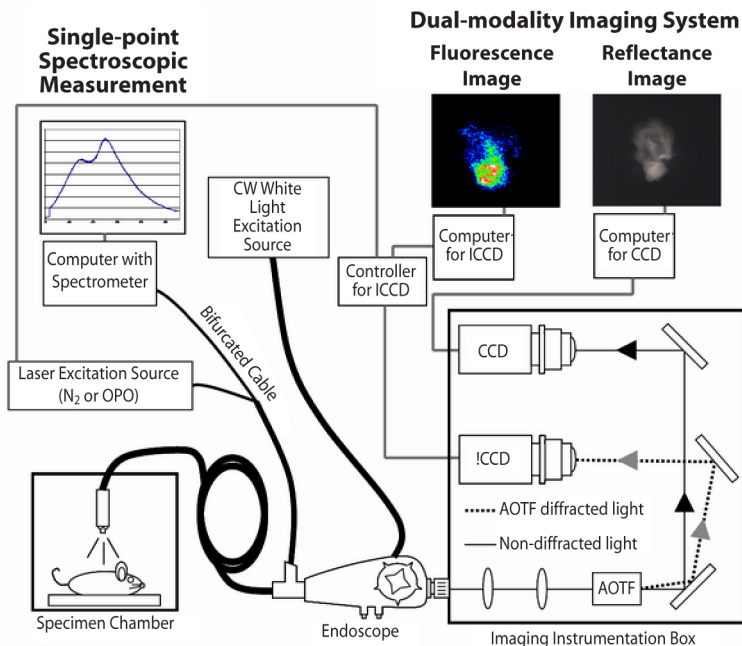 Dual-modality Imaging System
Single-point
Spectroscopic
Measurement
Fluorescence
Image
Reflectance
Image
CW White
Light
Excitation
Source
Computer with
Spectrometer
Controller
for ICCD
Computer
for ICCD
Computer
for CCD
Bifurcated Cable
Laser Excitation Source
(N₂ or OPO)
CCD
!CCD
AOTF diffracted light
Non-diffracted light
AOTF
Specimen Chamber
Endoscope
Imaging Instrumentation Box